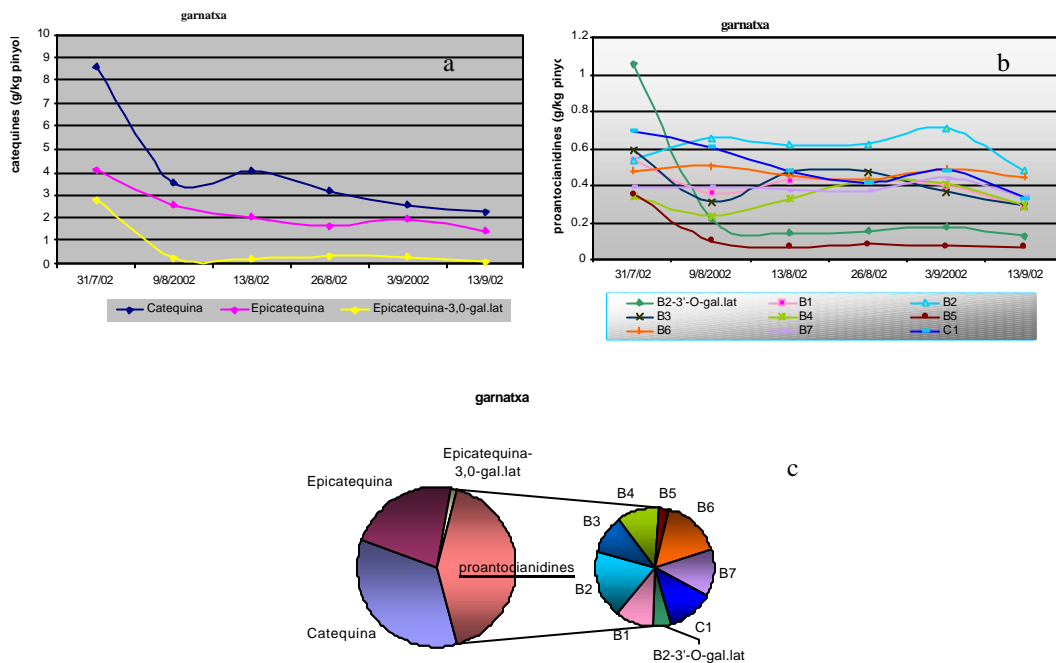 garnatxa
catequines (g/kg pinyol
10
9
8
7
6
5
4
3
2
1
0
a
31/7/02 9/8/2002 13/8/02 26/8/02 3/9/2002 13/9/02
Catequina Epicatequina Epicatequina-3,0-gal.lat
garnatxa
proantocianidines (g/kg pinyo
1.2
1
0.8
0.6
0.4
0.2
0
b
31/7/02 9/8/2002 13/8/02 26/8/02 3/9/2002 13/9/2
B2-3'-O-gal.lat B1 B2
B3 B4 B5
B6 B7 C1
garnatxa
c
Epicatequina-
3,0-gal.lat
Epicatequina
proantocianidines
Catequina
B4
B5
B6
B3
B7
B2
B1
C1
B2-3'-O-gal.lat